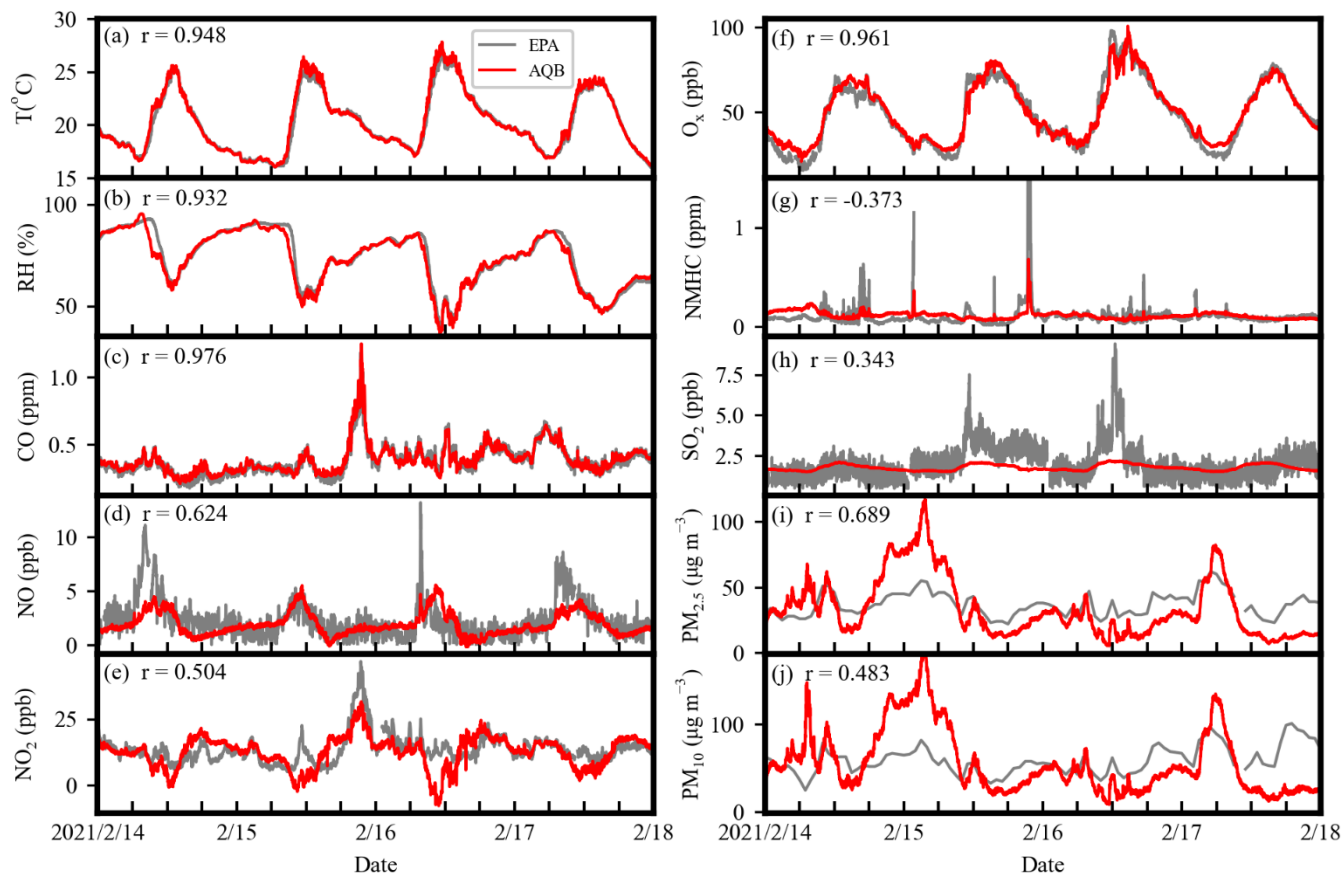 (a) r = 0.948
EPA
AQB
30
25
20
15
T(°C)
(b) r = 0.932
100
50
RH (%)
(c) r = 0.976
1.0
0.5
CO (ppm)
(d) r = 0.624
10
5
0
NO (ppb)
(e) r = 0.504
25
0
NO₂ (ppb)
2021/2/14 2/15 2/16 2/17 2/18
Date
(f) r = 0.961
100
50
Oₓ (ppb)
(g) r = -0.373
1
0
NMHC (ppm)
(h) r = 0.343
7.5
5.0
2.5
SO₂ (ppb)
(i) r = 0.689
100
50
0
PM₂.₅ (μg m⁻³)
(j) r = 0.483
100
0
PM₁₀ (μg m⁻³)
2021/2/14 2/15 2/16 2/17 2/18
Date